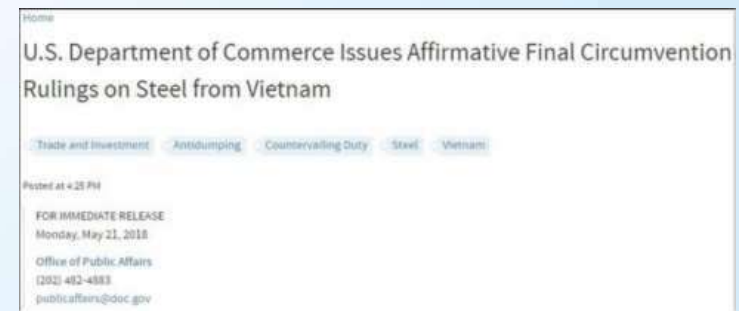 Home
U.S. Department of Commerce Issues Affirmative Final Circumvention
Rulings on Steel from Vietnam
Trade and Investment Antidumping Countervailing Duty Steel Vietnam
Posted at 4:25 PM
FOR IMMEDIATE RELEASE
Monday, May 21, 2018
Office of Public Affairs
(202) 482-4883
publicaffairs@doc.gov